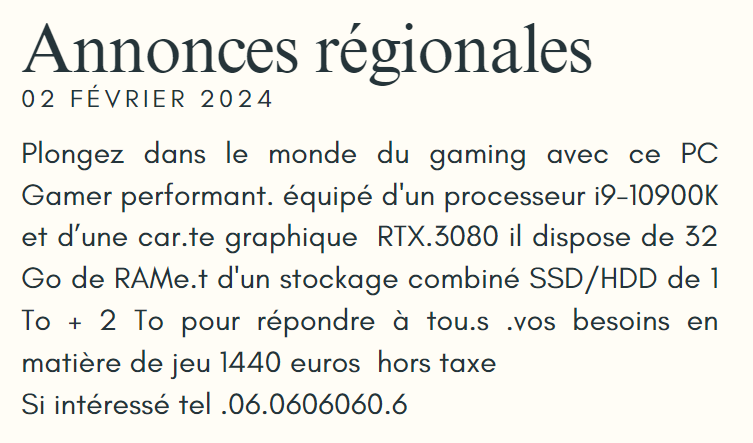 Annonces régionales
02 FÉVRIER 2024
Plongez dans le monde du gaming avec ce PC
Gamer performant. équipé d'un processeur i9-10900K
et d’une car.te graphique  RTX.3080 il dispose de 32
Go de RAMe.t d'un stockage combiné SSD/HDD de 1
To + 2 To pour répondre à tou.s .vos besoins en
matière de jeu 1440 euros  hors taxe
Si intéressé tel .06.0606060.6